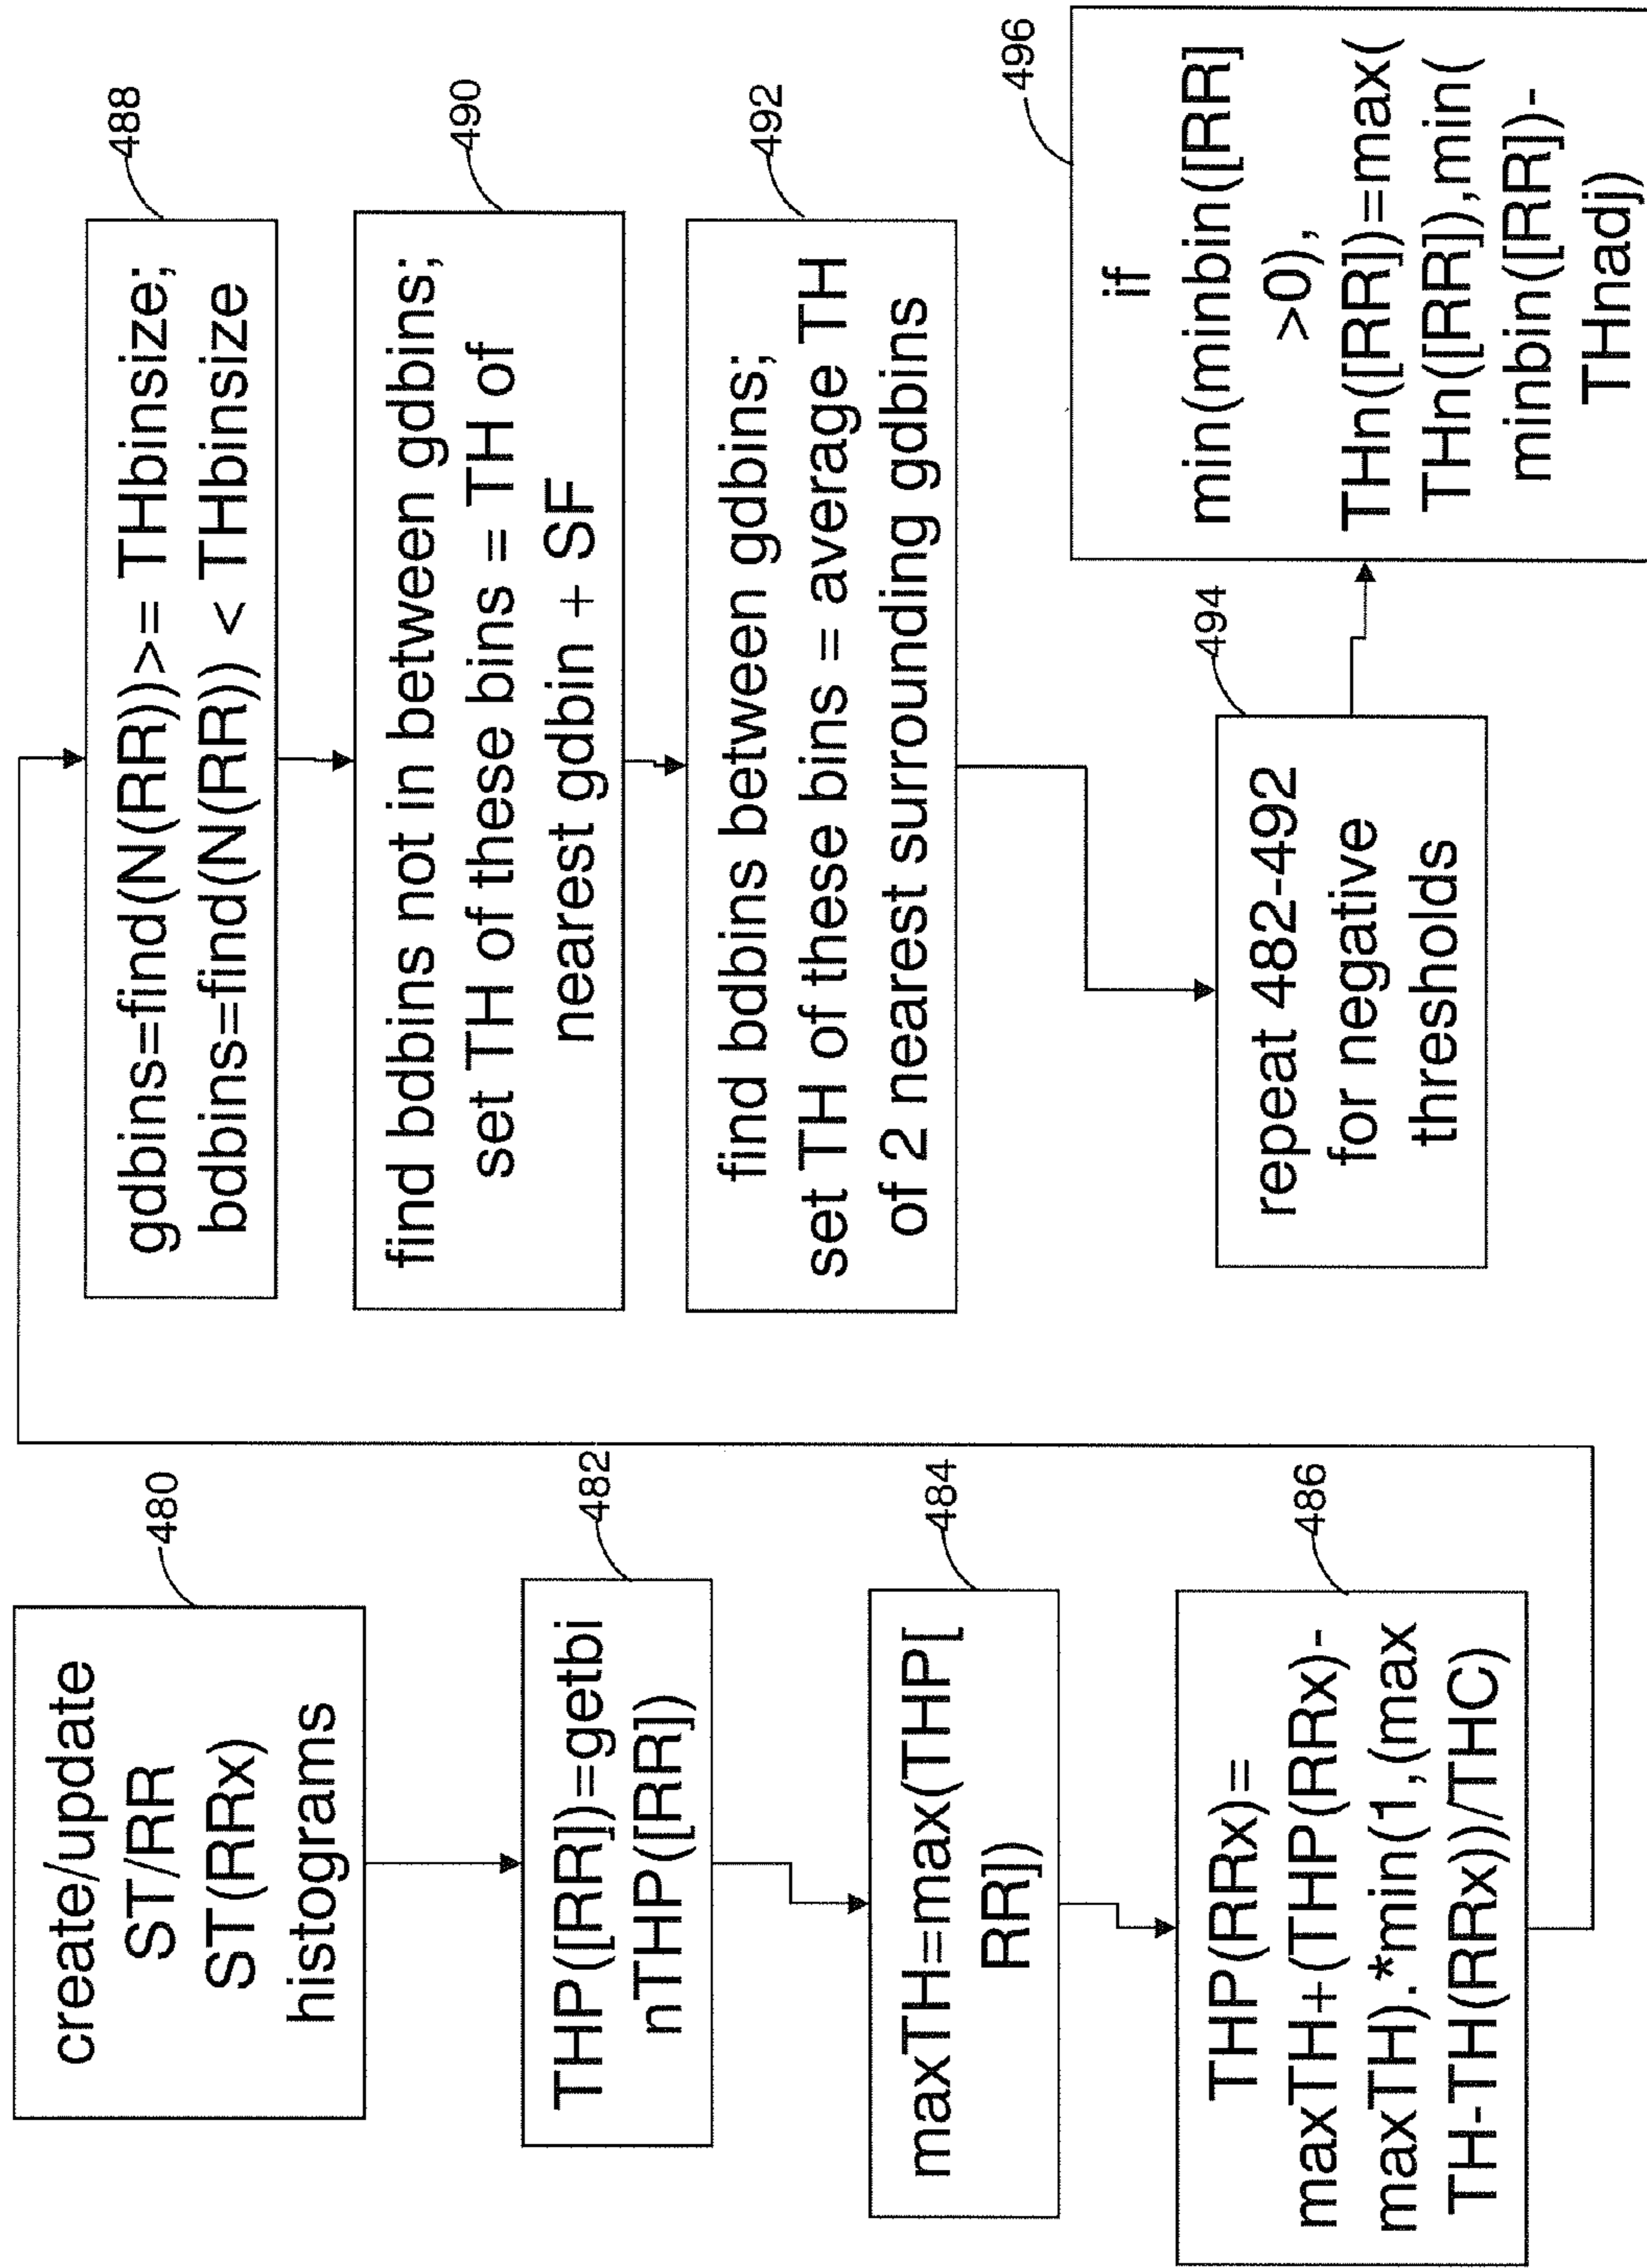 create/update
ST/RR
ST(RRx)
histograms
480
THP([RR])=getbi
nTHP([RR])
482
maxTH=max(THP[
RR])
484
THP(RRx)=
maxTH+(THP(RRx)-
maxTH).*min(1,(max
TH-TH(RRx))/THC)
486
gdbins=find(N(RR))>= THbinsize;
bdbins=find(N(RR)) < THbinsize
488
find bdbins not in between gdbins;
set TH of these bins = TH of
nearest gdbin + SF
490
find bdbins between gdbins;
set TH of these bins = average TH
of 2 nearest surrounding gdbins
492
repeat 482-492
for negative
thresholds
494
if
min(minbin([RR]
>0),
THn([RR])=max(
THn([RR]),min(
minbin([RR])-
THnadj)
496